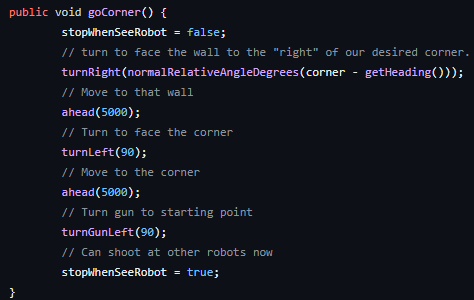 public void goCorner() {
stopWhenSeeRobot = false;
// turn to face the wall to the "right" of our desired corner.
turnRight(normalRelativeAngleDegrees(corner - getHeading()));
// Move to that wall
ahead(5000);
// Turn to face the corner
turnLeft(90);
// Move to the corner
ahead(5000);
// Turn gun to starting point
turnGunLeft(90);
// Can shoot at other robots now
stopWhenSeeRobot = true;
}